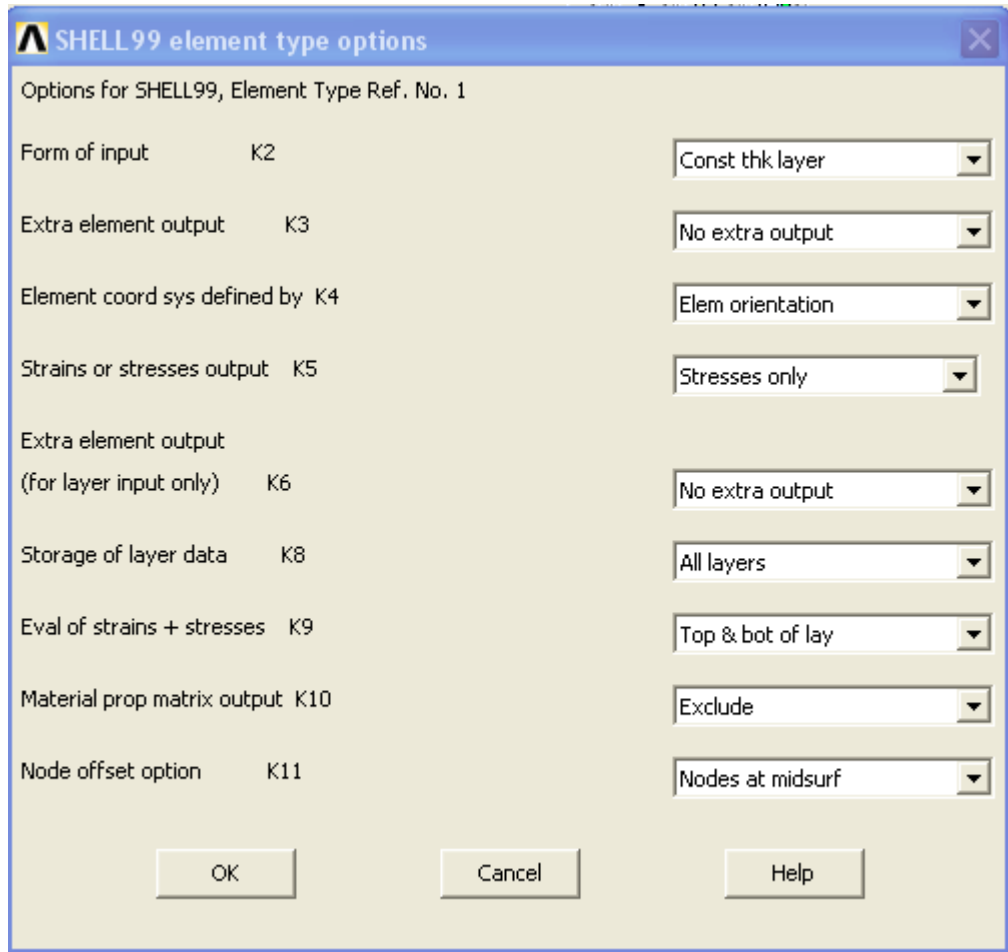 SHELL99 element type options
Options for SHELL99, Element Type Ref. No. 1
Form of input K2 Const thk layer
Extra element output K3 No extra output
Element coord sys defined by K4 Elem orientation
Strains or stresses output K5 Stresses only
Extra element output
(for layer input only) K6 No extra output
Storage of layer data K8 All layers
Eval of strains + stresses K9 Top & bot of lay
Material prop matrix output K10 Exclude
Node offset option K11 Nodes at midsurf
OK Cancel Help